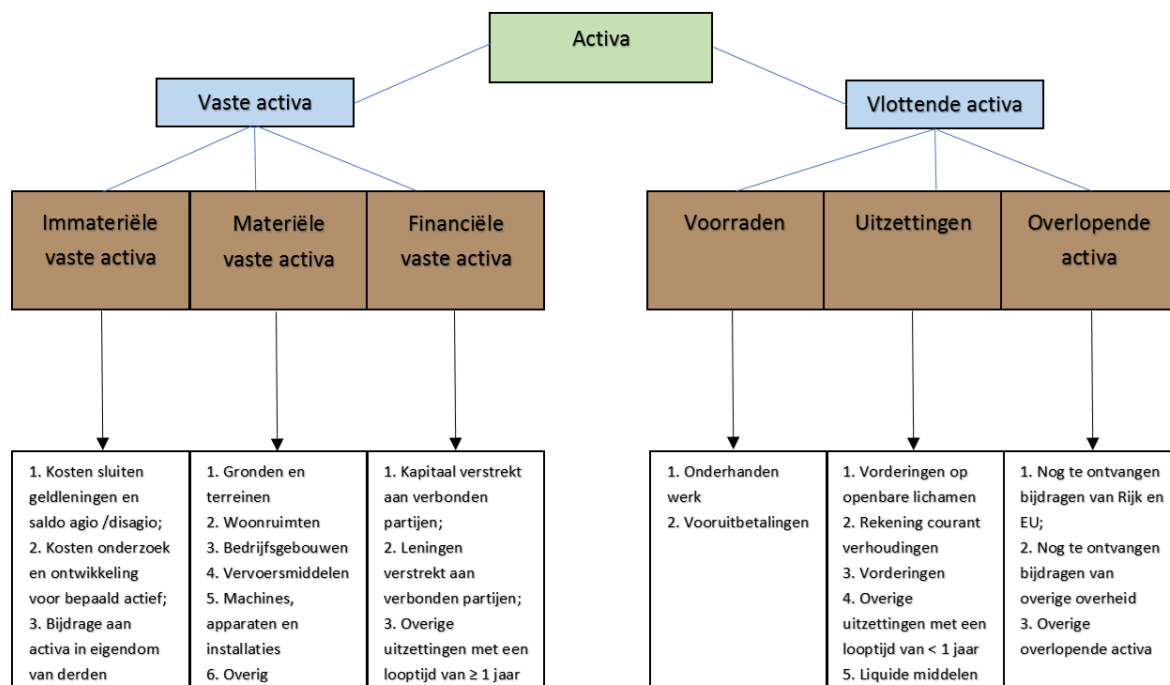 Activa
Vaste activa
Vlottende activa
Immateriële
vaste activa
Materiële
vaste activa
Financiële
vaste activa
Voorraden
Uitzettingen
Overlopende
activa
1. Kosten sluiten
geldleningen en
saldo agio /disagio;
2. Kosten onderzoek
en ontwikkeling
voor bepaald actief;
3. Bijdrage aan
activa in eigendom
van derden
1. Gronden en
terreinen
2. Woonruimten
3. Bedrijfsgebouwen
4. Vervoersmiddelen
5. Machines,
apparaten en
installaties
6. Overig
1. Kapitaal verstrekt
aan verbonden
partijen;
2. Leningen
verstrekt aan
verbonden partijen;
3. Overige
uitzettingen met een
looptijd van ≥ 1 jaar
1. Onderhanden
werk
2. Vooruitbetalingen
1. Vorderingen op
openbare lichamen
2. Rekening courant
verhoudingen
3. Vorderingen
4. Overige
uitzettingen met een
looptijd van < 1 jaar
5. Liquide middelen
1. Nog te ontvangen
bijdragen van Rijk en
EU;
2. Nog te ontvangen
bijdragen van
overige overheid
3. Overige
overlopende activa